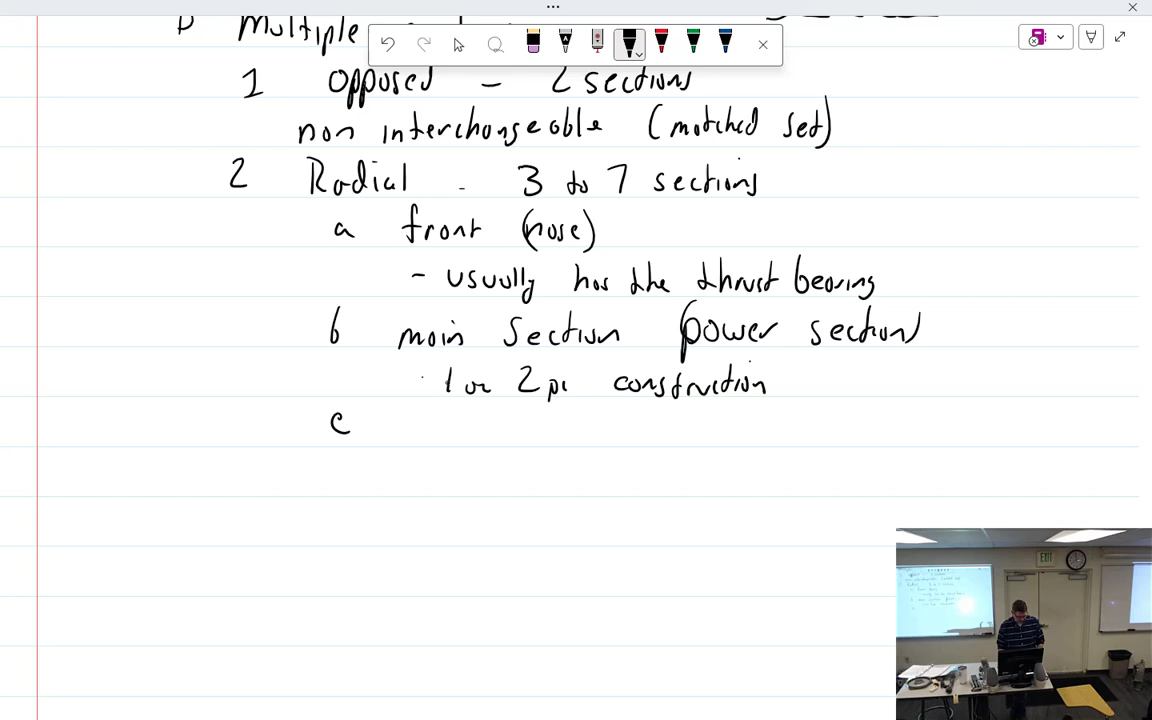 b Multiple
1 opposed - 2 sections
non interchangeable (matched set)
2 Radial - 3 to 7 sections
a front (nose)
- usually has the thrust bearing
b main section (power section)
1 or 2 pc construction
c
EXIT